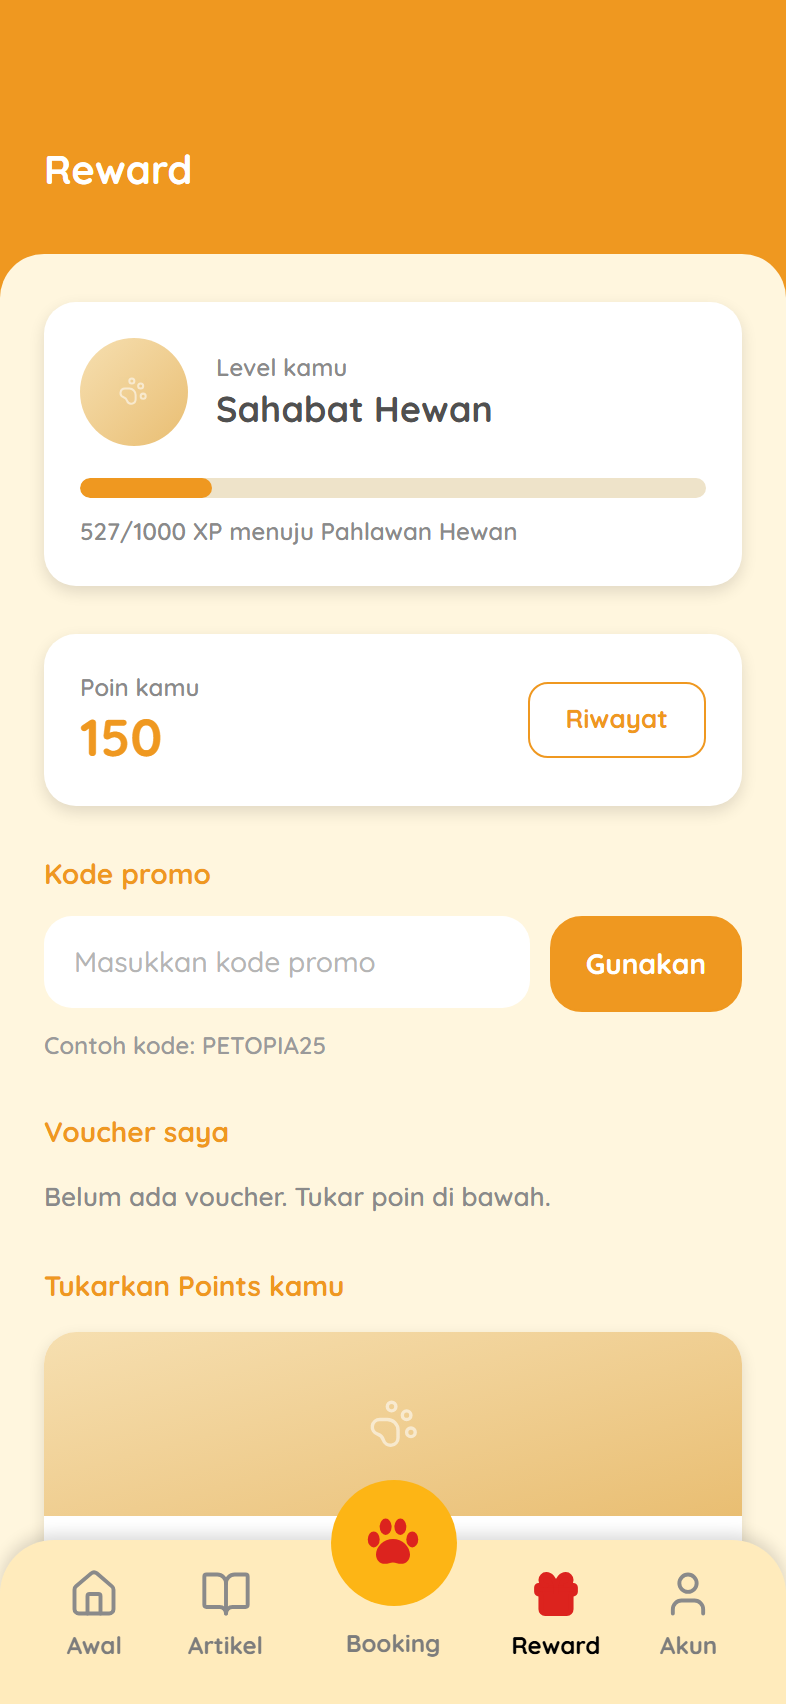 Reward
Level kamu
Sahabat Hewan
527/1000 XP menuju Pahlawan Hewan
Poin kamu
150
Riwayat
Kode promo
Masukkan kode promo
Gunakan
Contoh kode: PETOPIA25
Voucher saya
Belum ada voucher. Tukar poin di bawah.
Tukarkan Points kamu
Awal
Artikel
Booking
Reward
Akun